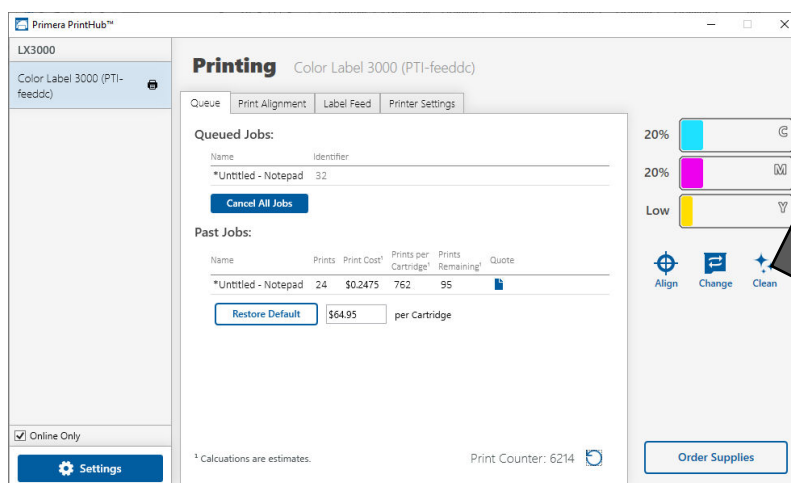 Primera PrintHub™
LX3000
Color Label 3000 (PTI-
feeddc)
Online Only
Settings
Printing Color Label 3000 (PTI-feeddc)
Queue Print Alignment Label Feed Printer Settings
Queued Jobs:
Name Identifier
*Untitled - Notepad 32
Cancel All Jobs
Past Jobs:
Name Prints Print Cost¹ Prints per Cartridge¹ Prints Remaining¹ Quote
*Untitled - Notepad 24 $0.2475 762 95
Restore Default $64.95 per Cartridge
¹ Calcuations are estimates. Print Counter: 6214
20% C
20% M
Low Y
Align Change Clean
Order Supplies